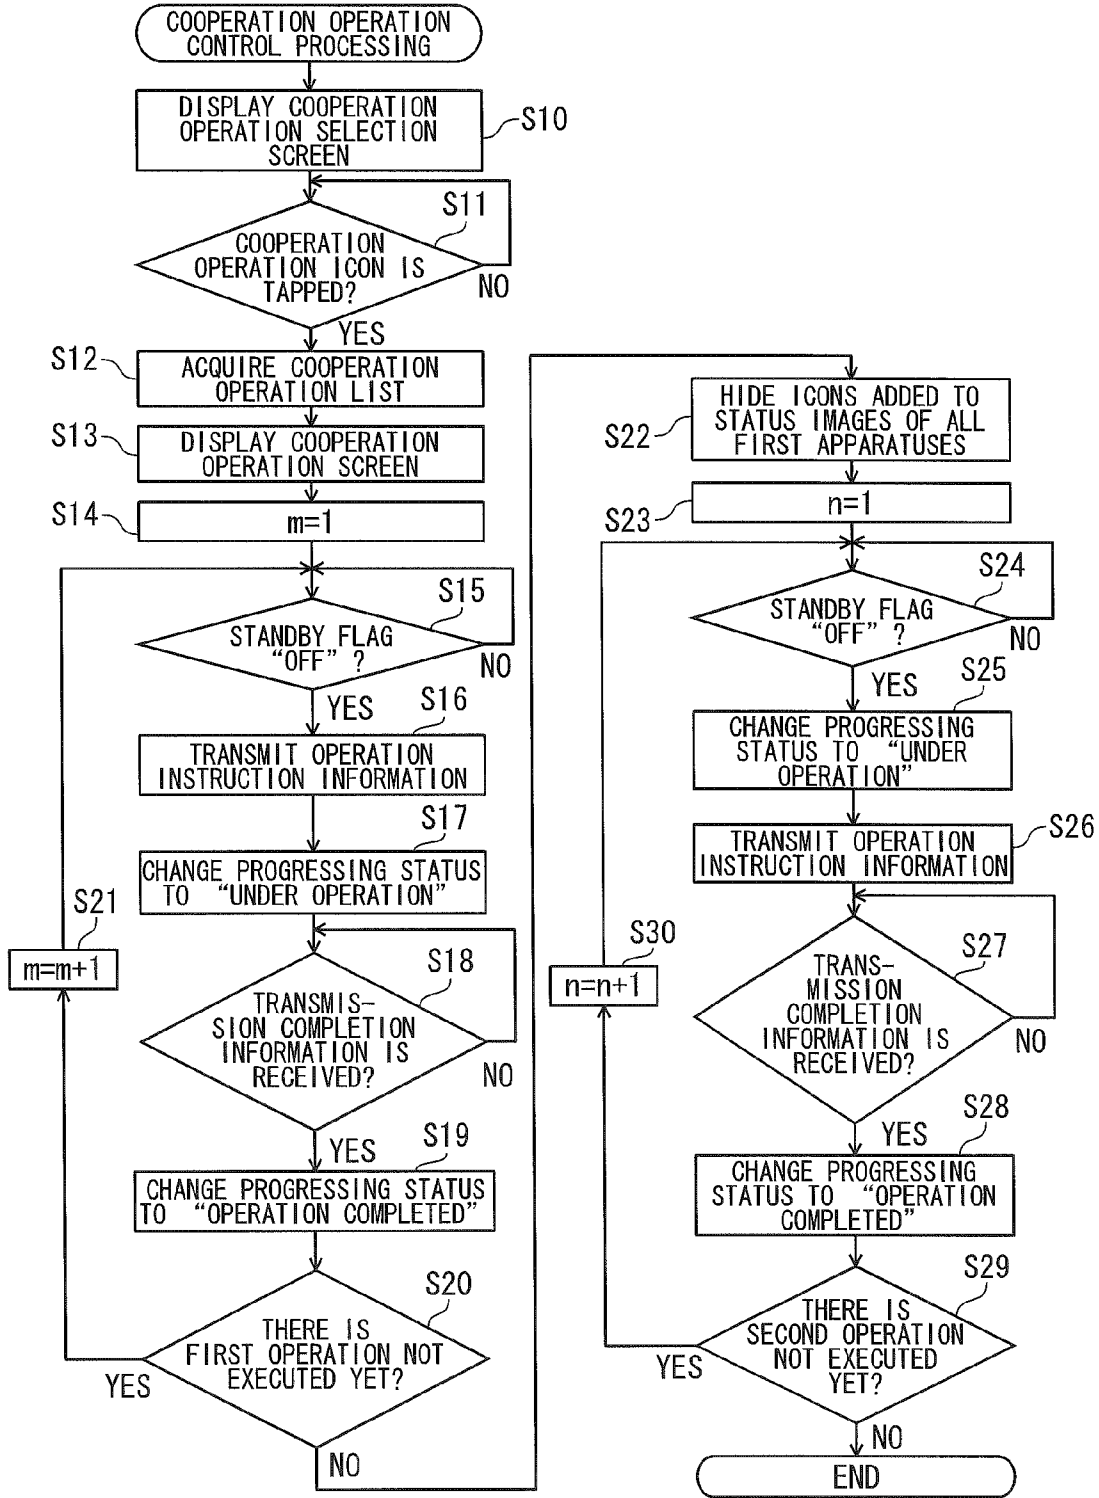 COOPERATION OPERATION
CONTROL PROCESSING
DISPLAY COOPERATION
OPERATION SELECTION
SCREEN
S10
S11
COOPERATION
OPERATION ICON IS
TAPPED?
NO
YES
S12
ACQUIRE COOPERATION
OPERATION LIST
S13
DISPLAY COOPERATION
OPERATION SCREEN
S14
m=1
S15
STANDBY FLAG
“OFF” ?
NO
YES
S16
TRANSMIT OPERATION
INSTRUCTION INFORMATION
S17
CHANGE PROGRESSING STATUS
TO “UNDER OPERATION”
S21
m=m+1
S18
TRANSMIS-
SION COMPLETION
INFORMATION IS
RECEIVED?
NO
YES
S19
CHANGE PROGRESSING STATUS
TO “OPERATION COMPLETED”
S20
THERE IS
FIRST OPERATION NOT
EXECUTED YET?
YES
NO
S22
HIDE ICONS ADDED TO
STATUS IMAGES OF ALL
FIRST APPARATUSES
S23
n=1
S24
STANDBY FLAG
“OFF” ?
NO
YES
S25
CHANGE PROGRESSING
STATUS TO “UNDER
OPERATION”
S26
TRANSMIT OPERATION
INSTRUCTION INFORMATION
S30
n=n+1
S27
TRANS-
MISSION
COMPLETION
INFORMATION IS
RECEIVED?
NO
YES
S28
CHANGE PROGRESSING
STATUS TO “OPERATION
COMPLETED”
S29
THERE IS
SECOND OPERATION
NOT EXECUTED
YET?
YES
NO
END